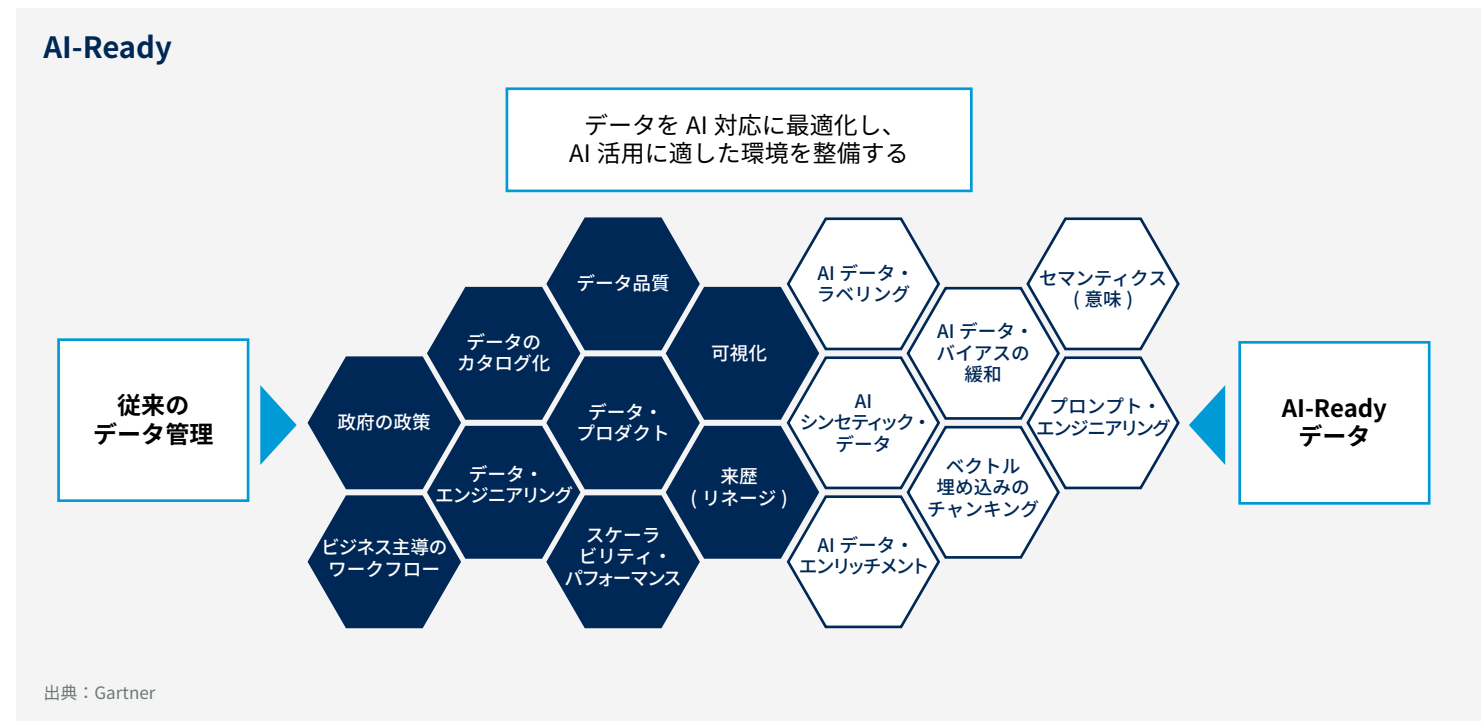 AI-Ready
データを AI 対応に最適化し、
AI 活用に適した環境を整備する
従来の
データ管理
政府の政策
ビジネス主導の
ワークフロー
データの
カタログ化
データ・
エンジニアリング
データ品質
データ・
プロダクト
スケーラ
ビリティ・
パフォーマンス
可視化
来歴
( リネージ )
AI データ・
ラベリング
AI
シンセティック・
データ
AI データ・
エンリッチメント
AI データ・
バイアスの
緩和
ベクトル
埋め込みの
チャンキング
セマンティクス
( 意味 )
プロンプト・
エンジニアリング
AI-Ready
データ
出典：Gartner